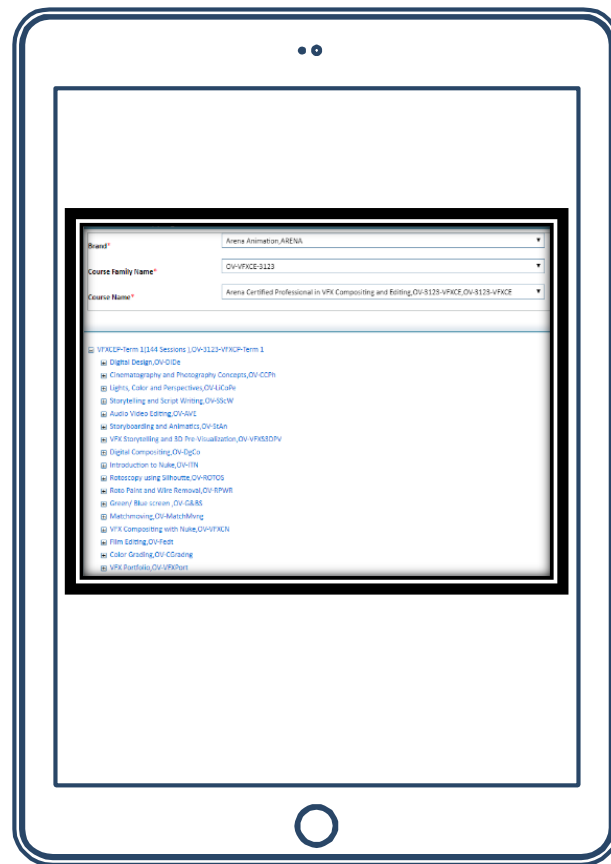 Brand*
Arena Animation,ARENA
Course Family Name*
OV-VFXCE-3123
Course Name*
Arena Certified Professional in VFX Compositing and Editing,OV-3123-VFXCE,OV-3123-VFXCE
VFXCEP-Term 1(144 Sessions ),OV-3123-VFXCP-Term 1
Digital Design,OV-DIDe
Cinematography and Photography Concepts,OV-CCPh
Lights, Color and Perspectives,OV-LiCoPe
Storytelling and Script Writing,OV-SScW
Audio Video Editing,OV-AV1
Storyboarding and Animatics,OV-StAn
VFX Storytelling and 3D Pre-Visualization,OV-VFXS3DPV
Digital Compositing,OV-DgCo
Introduction to Nuke,OV-ITN
Rotoscopy using Silhoutte,OV-ROTOS
Roto Paint and Wire Removal,OV-RPWR
Green/ Blue screen ,OV-G&BS
Matchmoving,OV-MatchMvng
VFX Compositing with Nuke,OV-VFXCN
Film Editing,OV-Fedt
Color Grading,OV-CGradng
VFX Portfolio,OV-VFXPort